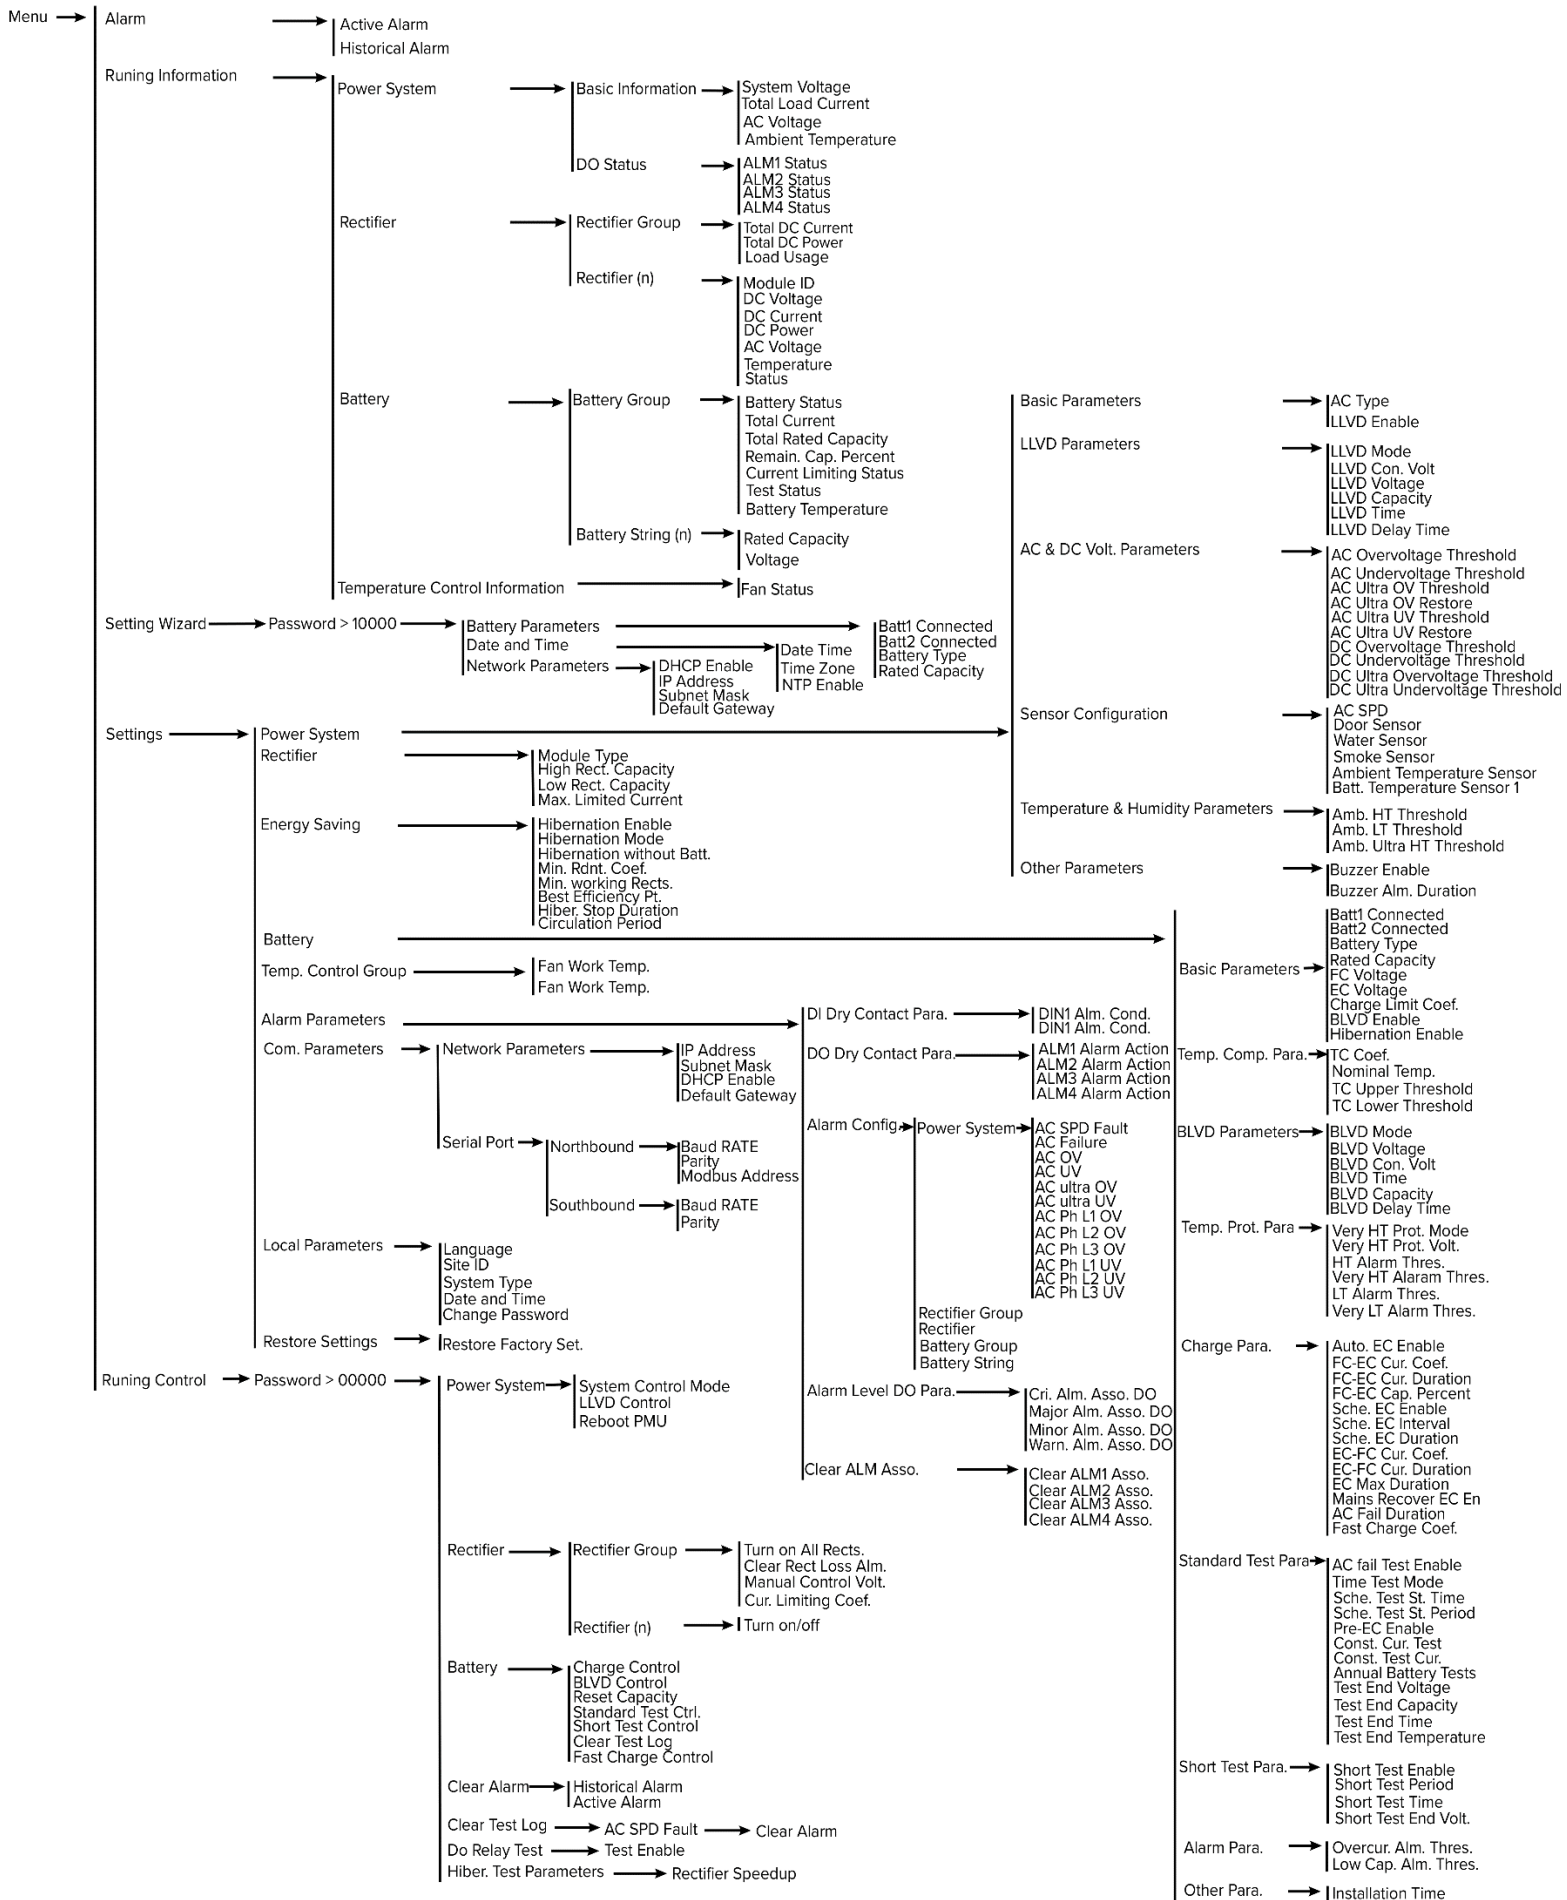 Menu
Alarm
Active Alarm
Historical Alarm
Runing Information
Power System
Basic Information
System Voltage
Total Load Current
AC Voltage
Ambient Temperature
DO Status
ALM1 Status
ALM2 Status
ALM3 Status
ALM4 Status
Rectifier
Rectifier Group
Total DC Current
Total DC Power
Load Usage
Rectifier (n)
Module ID
DC Voltage
DC Current
DC Power
AC Voltage
Temperature
Status
Battery
Battery Group
Battery Status
Total Current
Total Rated Capacity
Remain. Cap. Percent
Current Limiting Status
Test Status
Battery Temperature
Battery String (n)
Rated Capacity
Voltage
Temperature Control Information
Fan Status
Setting Wizard
Password > 10000
Battery Parameters
Batt1 Connected
Batt2 Connected
Battery Type
Rated Capacity
Date and Time
Date Time
Time Zone
NTP Enable
Network Parameters
DHCP Enable
IP Address
Subnet Mask
Default Gateway
Settings
Power System
Basic Parameters
AC Type
LLVD Enable
LLVD Parameters
LLVD Mode
LLVD Con. Volt
LLVD Voltage
LLVD Capacity
LLVD Time
LLVD Delay Time
AC & DC Volt. Parameters
AC Overvoltage Threshold
AC Undervoltage Threshold
AC Ultra OV Threshold
AC Ultra OV Restore
AC Ultra UV Threshold
AC Ultra UV Restore
DC Overvoltage Threshold
DC Undervoltage Threshold
DC Ultra Overvoltage Threshold
DC Ultra Undervoltage Threshold
Sensor Configuration
AC SPD
Door Sensor
Water Sensor
Smoke Sensor
Ambient Temperature Sensor
Batt. Temperature Sensor 1
Temperature & Humidity Parameters
Amb. HT Threshold
Amb. LT Threshold
Amb. Ultra HT Threshold
Other Parameters
Buzzer Enable
Buzzer Alm. Duration
Rectifier
Module Type
High Rect. Capacity
Low Rect. Capacity
Max. Limited Current
Energy Saving
Hibernation Enable
Hibernation Mode
Hibernation without Batt.
Min. Rdnt. Coef.
Min. working Rects.
Best Efficiency Pt.
Hiber. Stop Duration
Circulation Period
Battery
Basic Parameters
Batt1 Connected
Batt2 Connected
Battery Type
Rated Capacity
FC Voltage
EC Voltage
Charge Limit Coef.
BLVD Enable
Hibernation Enable
Temp. Comp. Para.
TC Coef.
Nominal Temp.
TC Upper Threshold
TC Lower Threshold
BLVD Parameters
BLVD Mode
BLVD Voltage
BLVD Con. Volt
BLVD Time
BLVD Capacity
BLVD Delay Time
Temp. Prot. Para
Very HT Prot. Mode
Very HT Prot. Volt.
HT Alarm Thres.
Very HT Alaram Thres.
LT Alarm Thres.
Very LT Alarm Thres.
Charge Para.
Auto. EC Enable
FC-EC Cur. Coef.
FC-EC Cur. Duration
FC-EC Cap. Percent
Sche. EC Enable
Sche. EC Interval
Sche. EC Duration
EC-FC Cur. Coef.
EC-FC Cur. Duration
EC Max Duration
Mains Recover EC En
AC Fail Duration
Fast Charge Coef.
Standard Test Para
AC fail Test Enable
Time Test Mode
Sche. Test St. Time
Sche. Test St. Period
Pre-EC Enable
Const. Cur. Test
Const. Test Cur.
Annual Battery Tests
Test End Voltage
Test End Capacity
Test End Time
Test End Temperature
Short Test Para.
Short Test Enable
Short Test Period
Short Test Time
Short Test End Volt.
Alarm Para.
Overcur. Alm. Thres.
Low Cap. Alm. Thres.
Other Para.
Installation Time
Temp. Control Group
Fan Work Temp.
Fan Work Temp.
Alarm Parameters
DI Dry Contact Para.
DIN1 Alm. Cond.
DIN1 Alm. Cond.
DO Dry Contact Para.
ALM1 Alarm Action
ALM2 Alarm Action
ALM3 Alarm Action
ALM4 Alarm Action
Alarm Config.
Power System
AC SPD Fault
AC Failure
AC OV
AC UV
AC ultra OV
AC ultra UV
AC Ph L1 OV
AC Ph L2 OV
AC Ph L3 OV
AC Ph L1 UV
AC Ph L2 UV
AC Ph L3 UV
Rectifier Group
Rectifier
Battery Group
Battery String
Alarm Level DO Para.
Cri. Alm. Asso. DO
Major Alm. Asso. DO
Minor Alm. Asso. DO
Warn. Alm. Asso. DO
Clear ALM Asso.
Clear ALM1 Asso.
Clear ALM2 Asso.
Clear ALM3 Asso.
Clear ALM4 Asso.
Com. Parameters
Network Parameters
IP Address
Subnet Mask
DHCP Enable
Default Gateway
Serial Port
Northbound
Baud RATE
Parity
Modbus Address
Southbound
Baud RATE
Parity
Local Parameters
Language
Site ID
System Type
Date and Time
Change Password
Restore Settings
Restore Factory Set.
Runing Control
Password > 00000
Power System
System Control Mode
LLVD Control
Reboot PMU
Rectifier
Rectifier Group
Turn on All Rects.
Clear Rect Loss Alm.
Manual Control Volt.
Cur. Limiting Coef.
Rectifier (n)
Turn on/off
Battery
Charge Control
BLVD Control
Reset Capacity
Standard Test Ctrl.
Short Test Control
Clear Test Log
Fast Charge Control
Clear Alarm
Historical Alarm
Active Alarm
Clear Test Log
AC SPD Fault
Clear Alarm
Do Relay Test
Test Enable
Hiber. Test Parameters
Rectifier Speedup